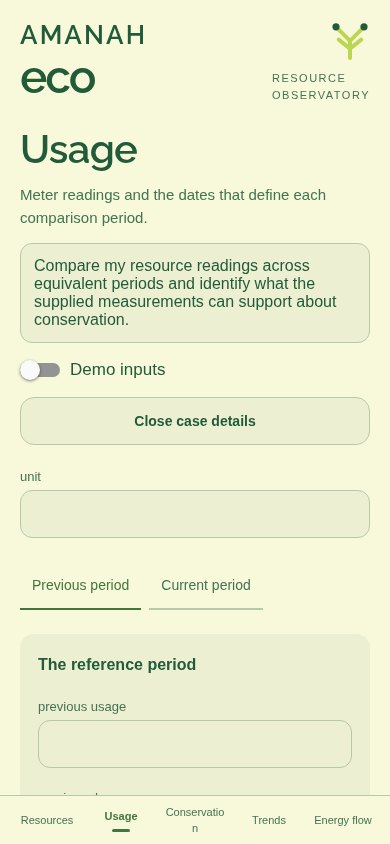 AMANAH
eco
RESOURCE
OBSERVATORY
Usage
Meter readings and the dates that define each
comparison period.
Compare my resource readings across
equivalent periods and identify what the
supplied measurements can support about
conservation.
Demo inputs
Close case details
unit
Previous period
Current period
The reference period
previous usage
Resources
Usage
Conservatio
n
Trends
Energy flow